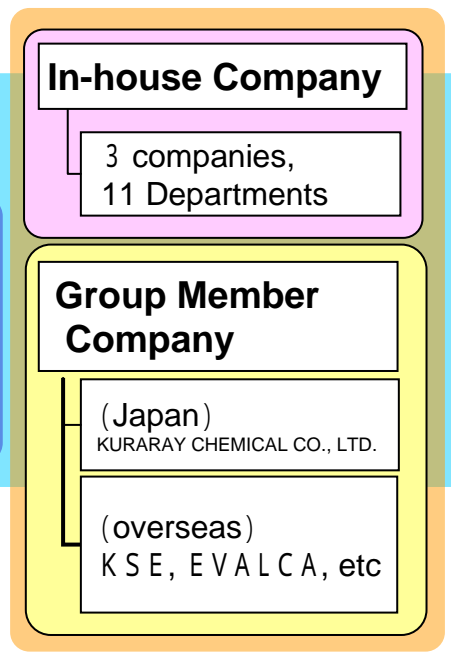 In-house Company
3 companies,
11 Departments
Group Member
Company
(Japan)
KURARAY CHEMICAL CO., LTD.
(overseas)
KSE, EVALCA, etc